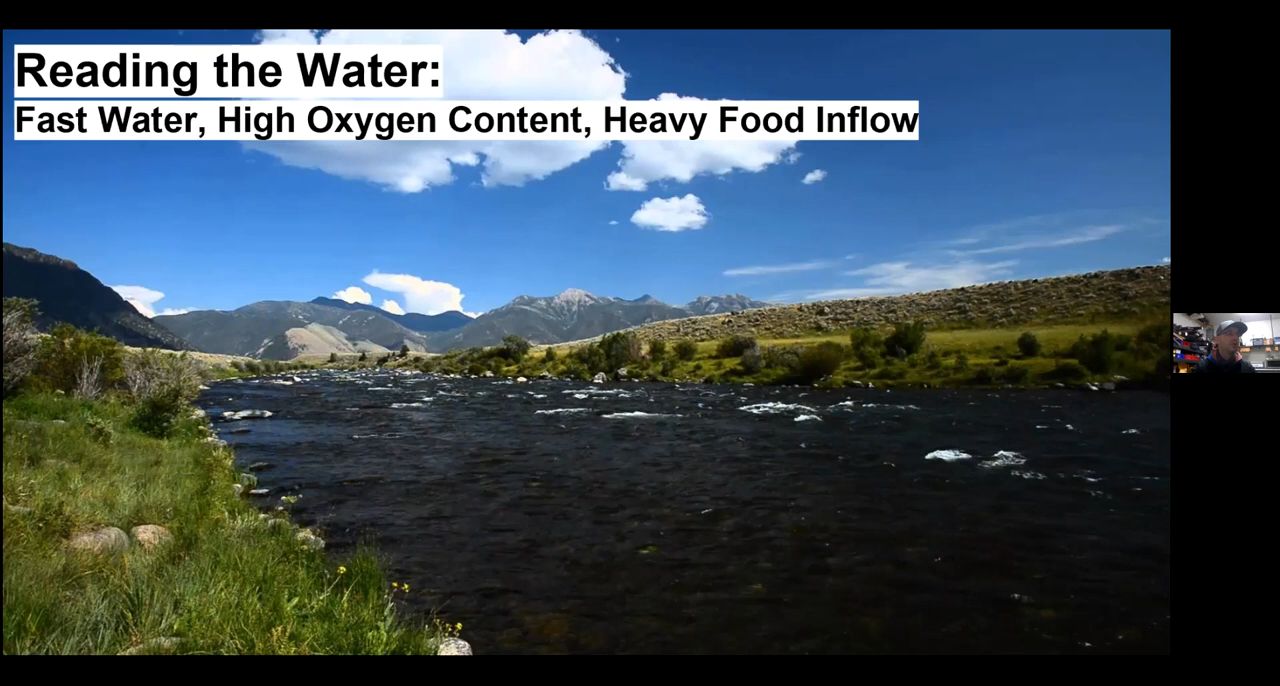 Reading the Water:
Fast Water, High Oxygen Content, Heavy Food Inflow